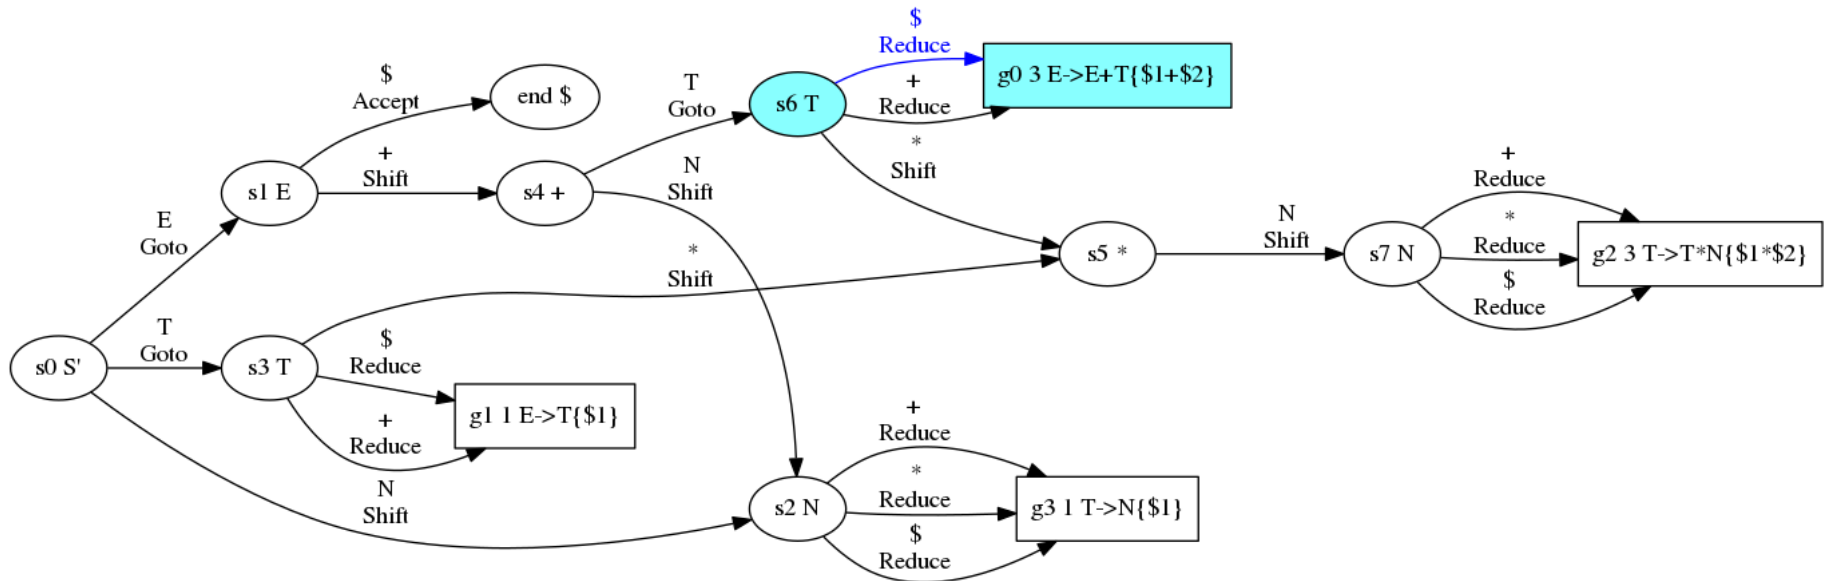 $
Reduce
g0 3 E->E+T{$1+$2}
+
Reduce
s6 T
T
Goto
*
Shift
$
Accept
end $
+
Shift
s1 E
s4 +
N
Shift
E
Goto
*
Shift
s5 *
N
Shift
s7 N
+
Reduce
*
Reduce
$
Reduce
g2 3 T->T*N{$1*$2}
s0 S'
T
Goto
s3 T
$
Reduce
+
Reduce
g1 1 E->T{$1}
N
Shift
s2 N
+
Reduce
*
Reduce
$
Reduce
g3 1 T->N{$1}